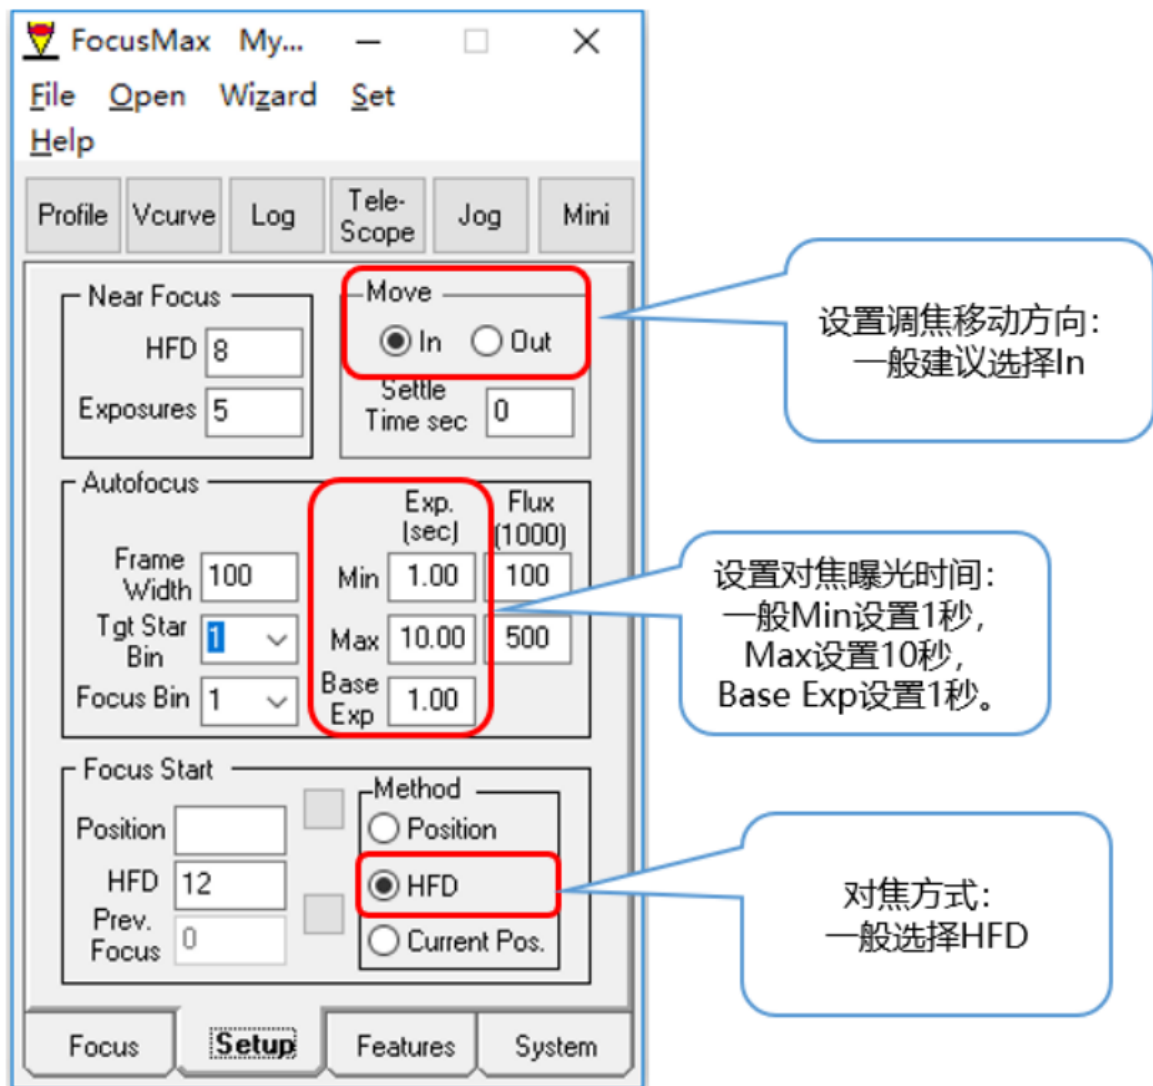 FocusMax My...
File Open Wizard Set
Help
Profile Vcurve Log Tele-Scope Jog Mini
Near Focus
HFD 8
Exposures 5
Move
In Out
Settle
Time sec 0
设置调焦移动方向:
一般建议选择In
Autofocus
Exp. (sec) Flux (1000)
Frame Width 100 Min 1.00 100
Tgt Star Bin 1 Max 10.00 500
Focus Bin 1 Base Exp 1.00
设置对焦曝光时间:
一般Min设置1秒,
Max设置10秒,
Base Exp设置1秒。
Focus Start
Position
HFD 12
Prev. Focus 0
Method
Position
HFD
Current Pos.
对焦方式:
一般选择HFD
Focus Setup Features System